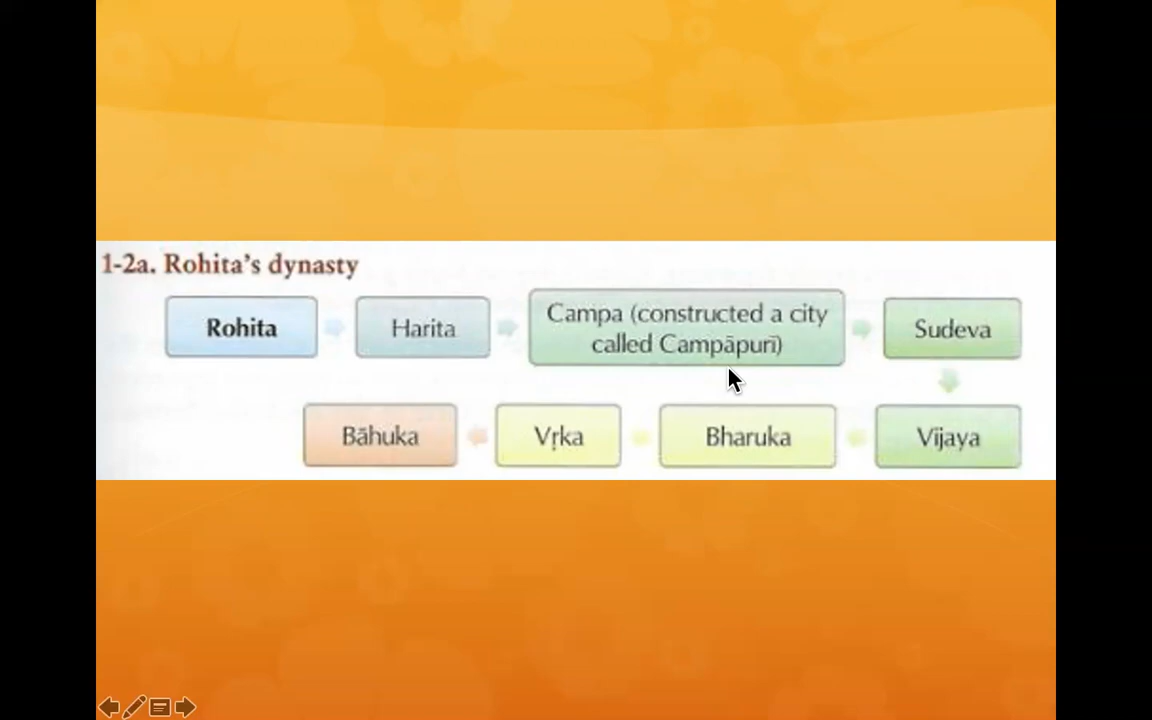 1-2a. Rohita's dynasty
Rohita
Harita
Campa (constructed a city
called Campāpurī)
Sudeva
Vijaya
Bharuka
Vṛka
Bāhuka